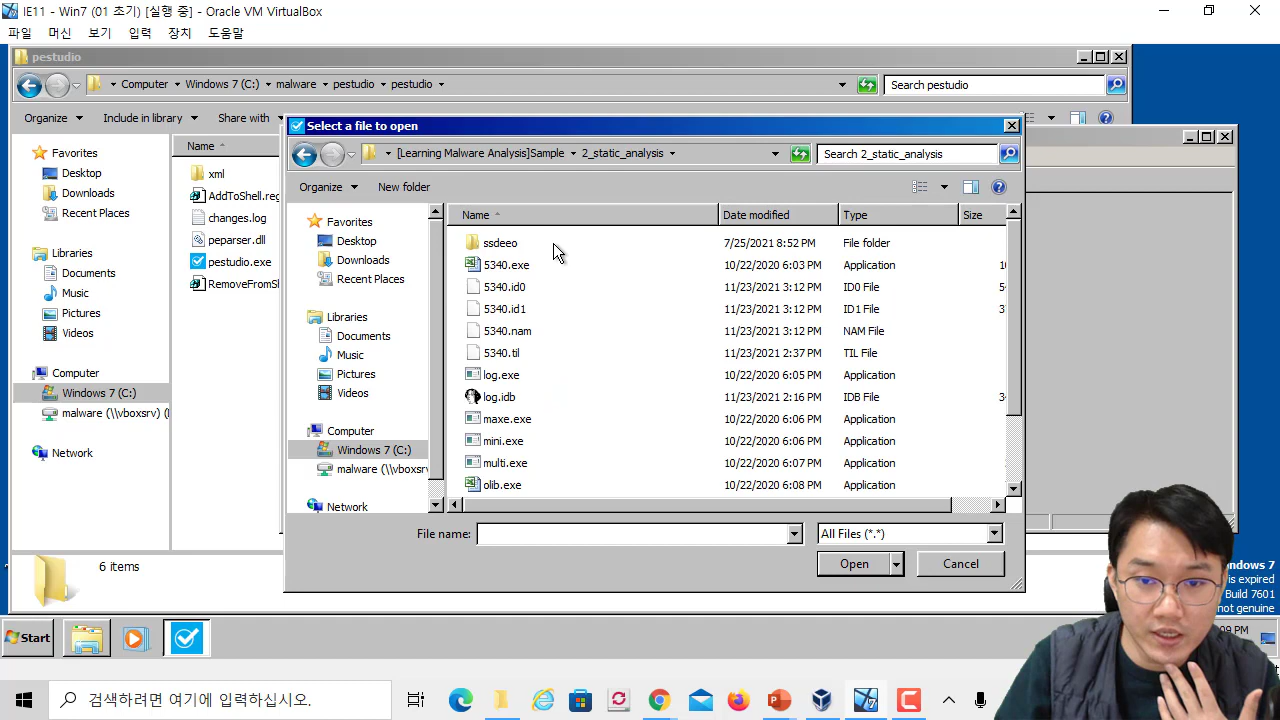 IE11 - Win7 (01 초기) [실행 중] - Oracle VM VirtualBox
파일 머신 보기 입력 장치 도움말
pestudio
Computer Windows 7 (C:) malware pestudio pestudio
Search pestudio
Organize Include in library Share with
Favorites
Desktop
Downloads
Recent Places
Libraries
Documents
Music
Pictures
Videos
Computer
Windows 7 (C:)
malware (\\vboxsrv) (
Network
Name
xml
AddToShell.reg
changes.log
peparser.dll
pestudio.exe
RemoveFromSh
6 items
Select a file to open
[Learning Malware Analysis]Sample 2_static_analysis
Search 2_static_analysis
Organize New folder
Favorites
Desktop
Downloads
Recent Places
Libraries
Documents
Music
Pictures
Videos
Computer
Windows 7 (C:)
malware (\\vboxsrv
Network
Name Date modified Type Size
ssdeeo 7/25/2021 8:52 PM File folder
5340.exe 10/22/2020 6:03 PM Application
5340.id0 11/23/2021 3:12 PM ID0 File
5340.id1 11/23/2021 3:12 PM ID1 File
5340.nam 11/23/2021 3:12 PM NAM File
5340.til 11/23/2021 2:37 PM TIL File
log.exe 10/22/2020 6:05 PM Application
log.idb 11/23/2021 2:16 PM IDB File
maxe.exe 10/22/2020 6:06 PM Application
mini.exe 10/22/2020 6:06 PM Application
multi.exe 10/22/2020 6:07 PM Application
olib.exe 10/22/2020 6:08 PM Application
File name: All Files (*.*)
Open Cancel
ndows 7
is expired
Build 7601
not genuine
Start
PM
검색하려면 여기에 입력하십시오.